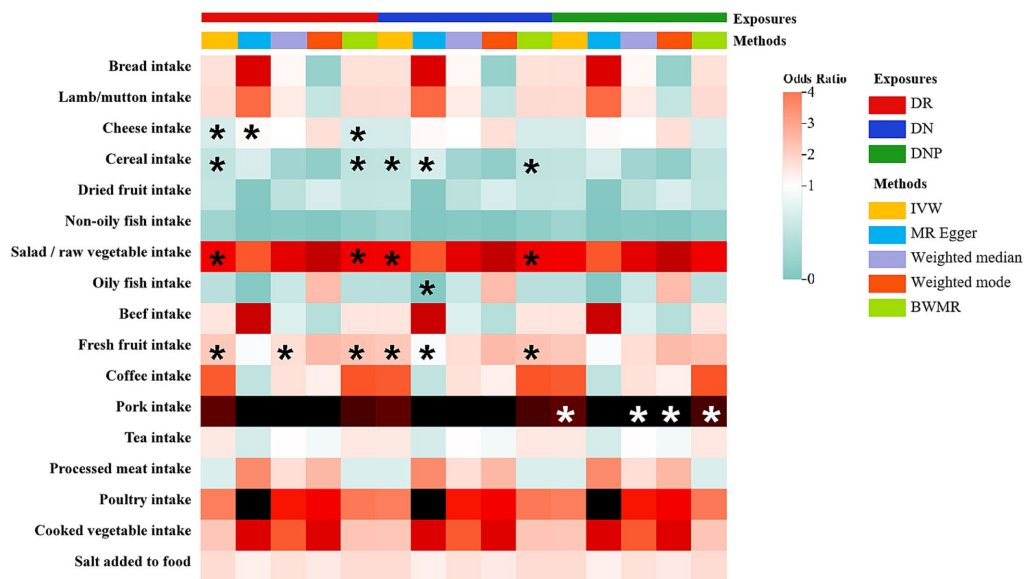 Exposures
Methods
Bread intake
Lamb/mutton intake
Cheese intake
Cereal intake
Dried fruit intake
Non-oily fish intake
Salad / raw vegetable intake
Oily fish intake
Beef intake
Fresh fruit intake
Coffee intake
Pork intake
Tea intake
Processed meat intake
Poultry intake
Cooked vegetable intake
Salt added to food
* * *
* * * * *
* * * *
*
* * * * * *
* * * *
Odds Ratio
4
3
2
1
0
Exposures
DR
DN
DNP
Methods
IVW
MR Egger
Weighted median
Weighted mode
BWMR